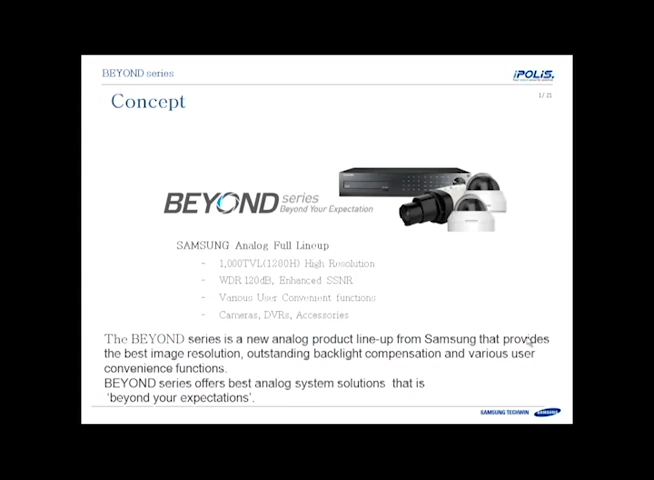 BEYOND series
iPOLiS.
Concept
1/ 21
BEYOND series
Beyond Your Expectation
SAMSUNG Analog Full Lineup
- 1,000TVL(1280H) High Resolution
- WDR 120dB, Enhanced SSNR
- Various User Convenient functions
- Cameras, DVRs, Accessories
The BEYOND series is a new analog product line-up from Samsung that provides
the best image resolution, outstanding backlight compensation and various user
convenience functions.
BEYOND series offers best analog system solutions that is
'beyond your expectations'.
SAMSUNG TECHWIN SAMSUNG